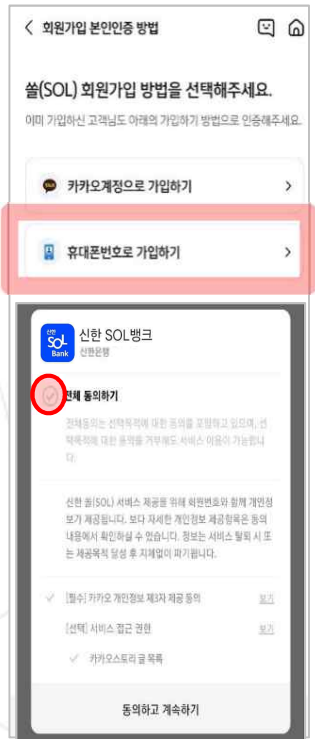 회원가입 본인인증 방법
쏠(SOL) 회원가입 방법을 선택해주세요.
이미 가입하신 고객님도 아래의 가입하기 방법으로 인증해주세요.
TALK
카카오계정으로 가입하기
휴대폰번호로 가입하기
신한
SOL
Bank
신한 SOL뱅크
신한은행
전체 동의하기
전체동의는 선택목적에 대한 동의를 포함하고 있으며, 선
택목적에 대한 동의를 거부해도 서비스 이용이 가능합니
다.
신한 쏠(SOL) 서비스 제공을 위해 회원번호와 함께 개인정
보가 제공됩니다. 보다 자세한 개인정보 제공항목은 동의
내용에서 확인하실 수 있습니다. 정보는 서비스 탈퇴 시 또
는 제공목적 달성 후 지체없이 파기됩니다.
[필수] 카카오 개인정보 제3자 제공 동의 보기
[선택] 서비스 접근 권한 보기
카카오스토리 글 목록
동의하고 계속하기